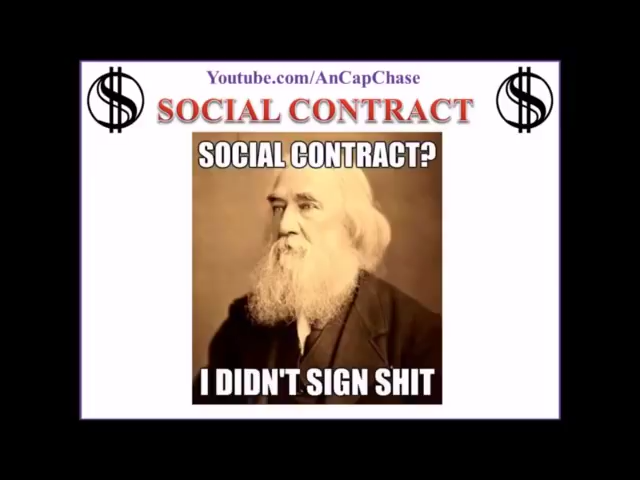 Youtube.com/AnCapChase
SOCIAL CONTRACT
SOCIAL CONTRACT?
I DIDN'T SIGN SHIT